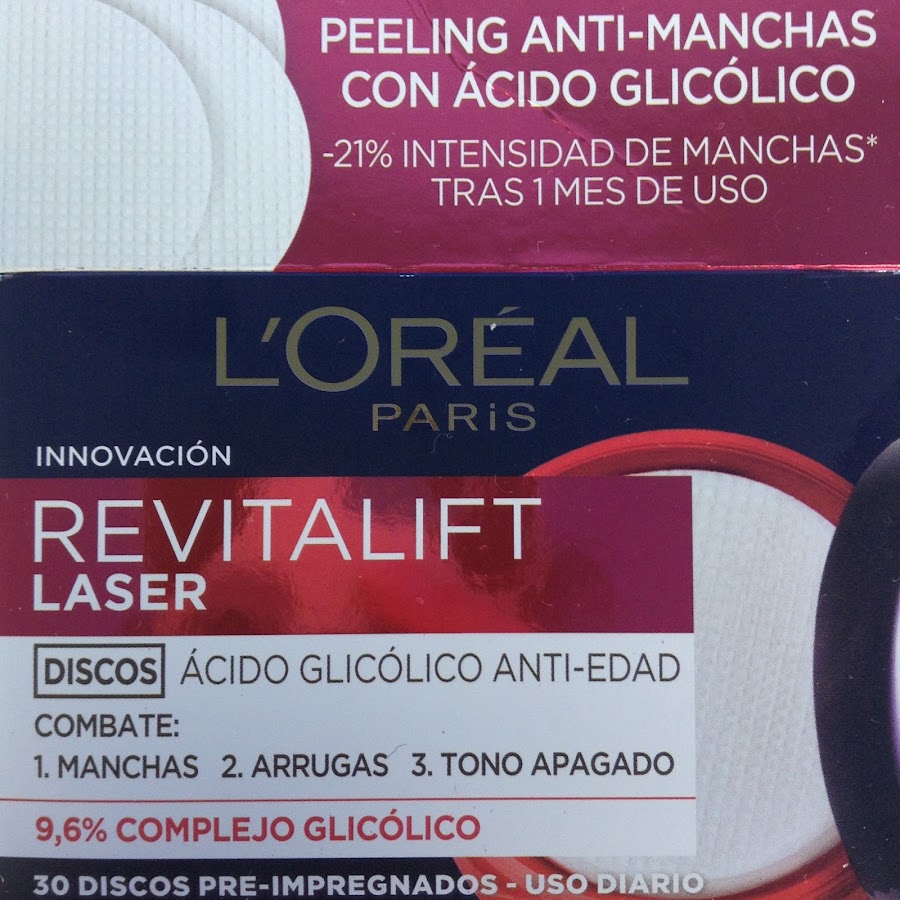 PEELING ANTI-MANCHAS
CON ÁCIDO GLICÓLICO
-21% INTENSIDAD DE MANCHAS*
TRAS 1 MES DE USO
L'ORÉAL
PARiS
INNOVACIÓN
REVITALIFT
LASER
DISCOS ÁCIDO GLICÓLICO ANTI-EDAD
COMBATE:
1. MANCHAS 2. ARRUGAS 3. TONO APAGADO
9,6% COMPLEJO GLICÓLICO
30 DISCOS PRE-IMPREGNADOS - USO DIARIO